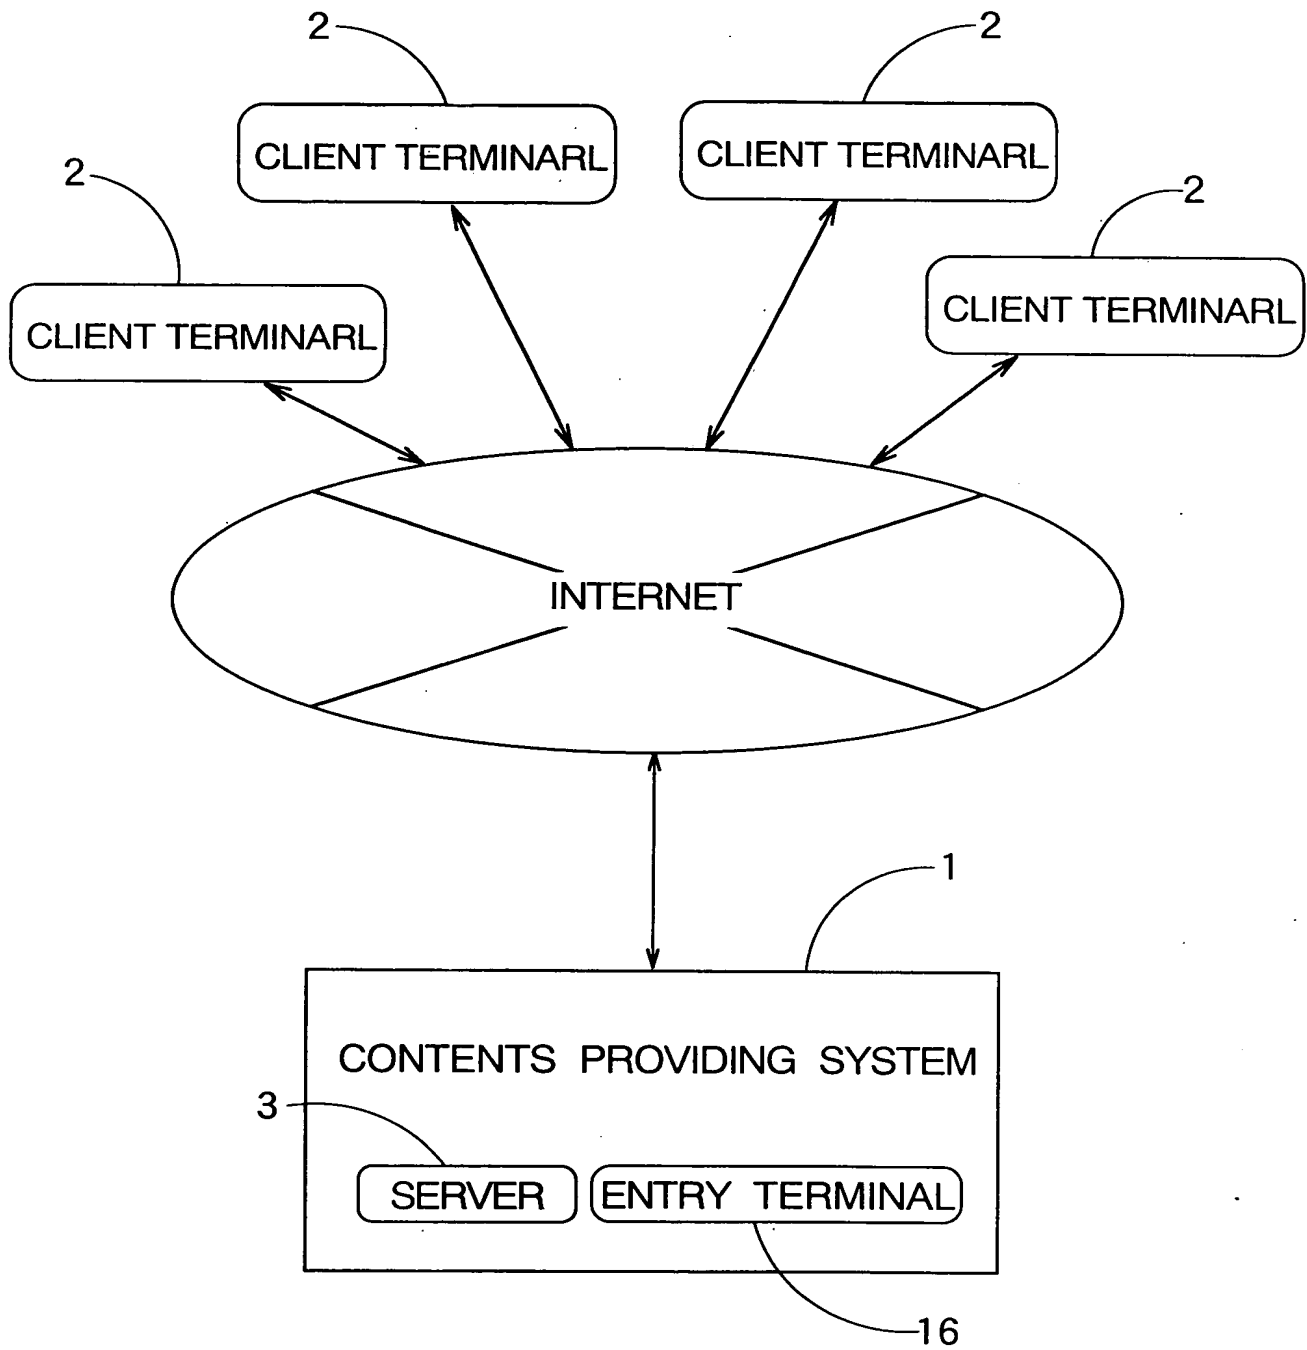 2
2
CLIENT TERMINARL
CLIENT TERMINARL
2
2
CLIENT TERMINARL
CLIENT TERMINARL
INTERNET
1
CONTENTS PROVIDING SYSTEM
3
SERVER
ENTRY TERMINAL
16